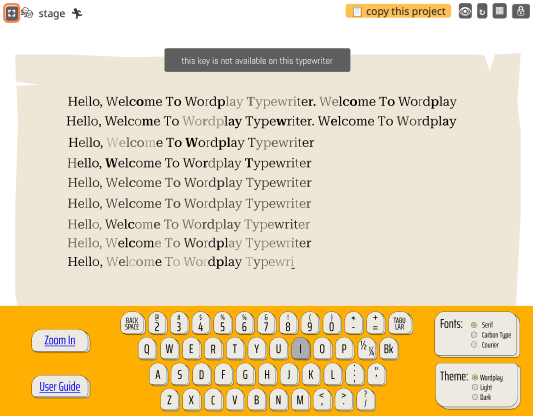 stage
copy this project
this key is not available on this typewriter
Hello, Welcome To Wordplay Typewriter. Welcome To Wordplay
Hello, Welcome To Wordplay Typewriter. Welcome To Wordplay
Hello, Welcome To Wordplay Typewriter
Hello, Welcome To Wordplay Typewriter
Hello, Welcome To Wordplay Typewriter
Hello, Welcome To Wordplay Typewriter
Hello, Welcome To Wordplay Typewriter
Hello, Welcome To Wordplay Typewriter
Hello, Welcome To Wordplay Typewri
Zoom In
User Guide
BACK SPACE @ 2 # 3 $ 4 % 5 % 6 & 7 ! 8 ( 9 ) 0 * - + = TABU LAR
Q W E R T Y U I O P ½ ¼ Bk
A S D F G H J K L : ; " '
Z X C V B N M < , > . ? /
Fonts:
Serif
Carbon Type
Courier
Theme:
Wordplay
Light
Dark